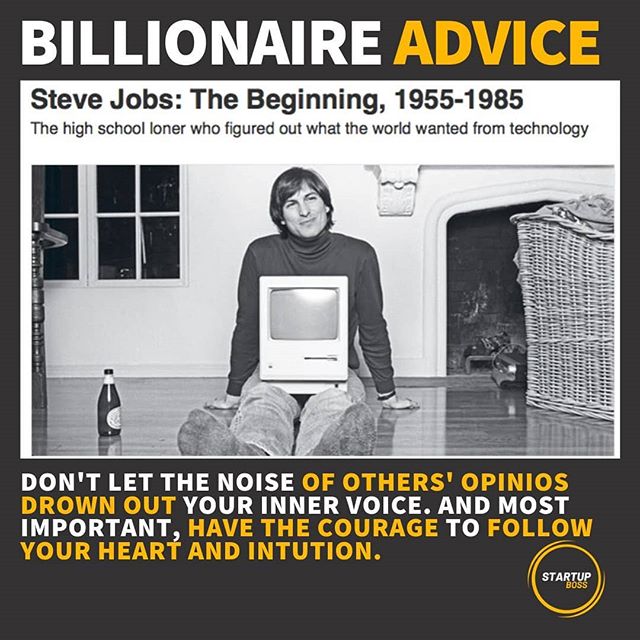 BILLIONAIRE ADVICE
Steve Jobs: The Beginning, 1955-1985
The high school loner who figured out what the world wanted from technology
DON'T LET THE NOISE OF OTHERS' OPINIOS
DROWN OUT YOUR INNER VOICE. AND MOST
IMPORTANT, HAVE THE COURAGE TO FOLLOW
YOUR HEART AND INTUTION.
STARTUP
BOSS